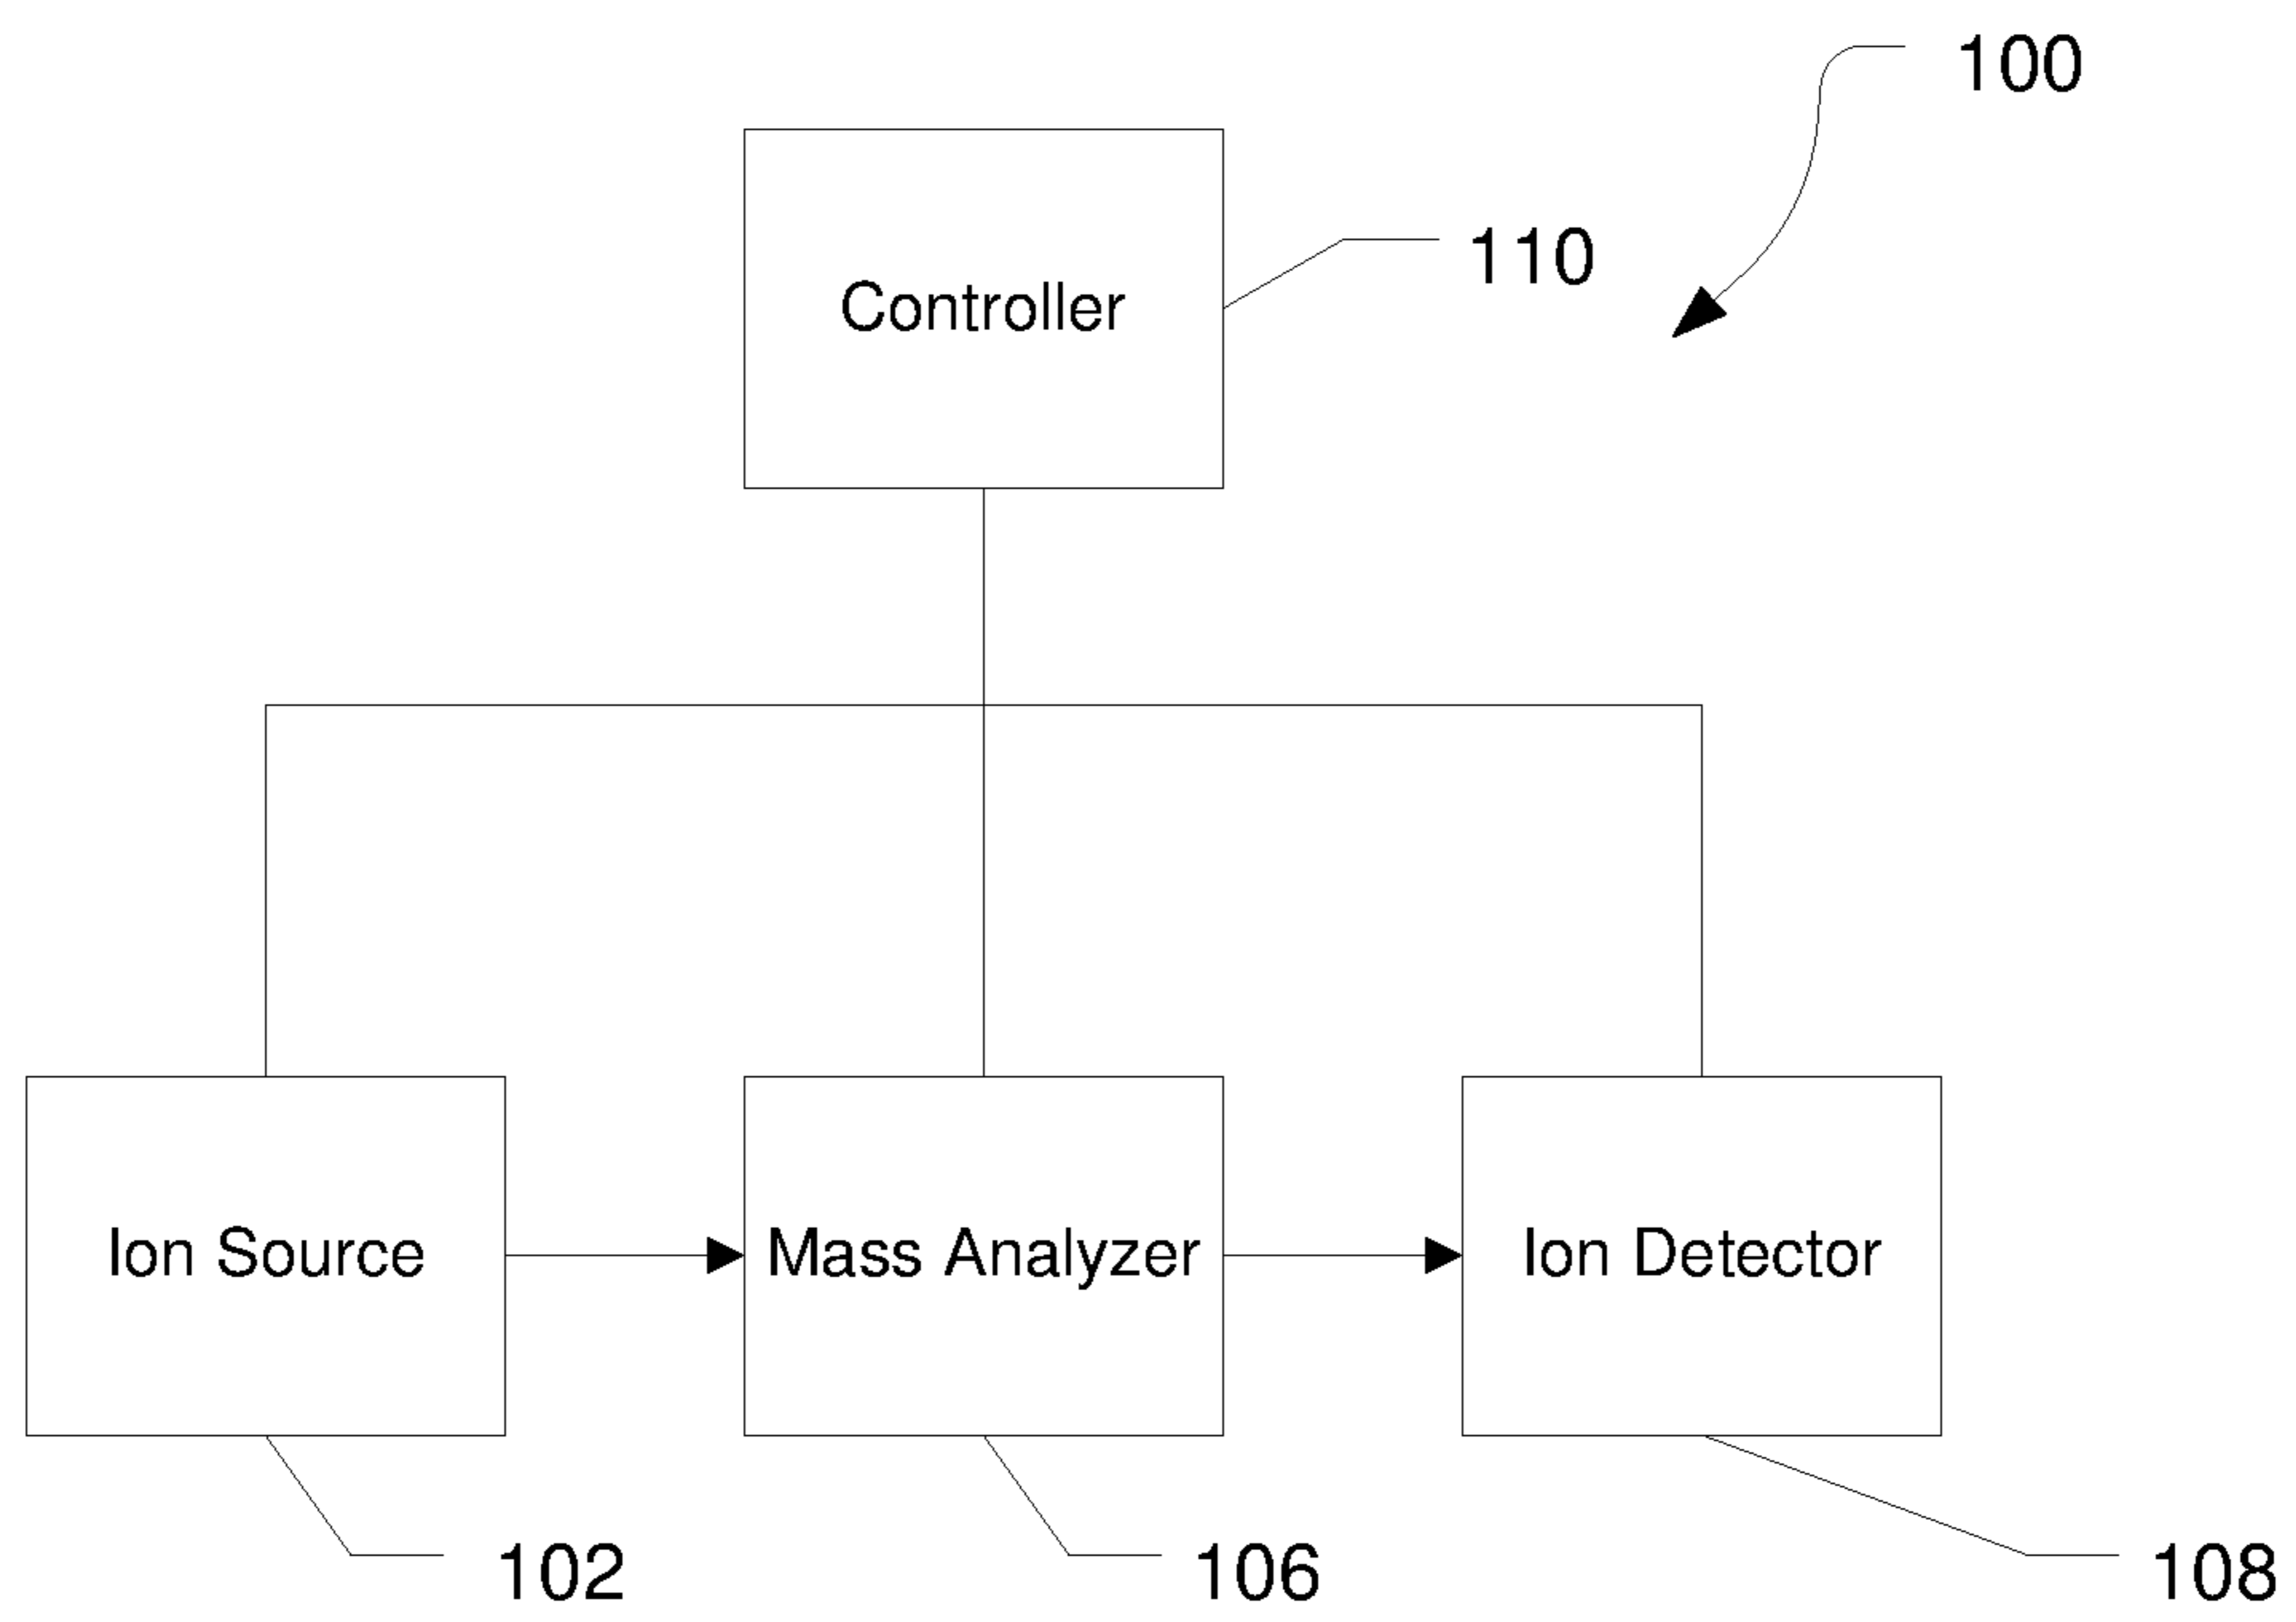 100
110
Controller
Ion Source
Mass Analyzer
Ion Detector
102
106
108